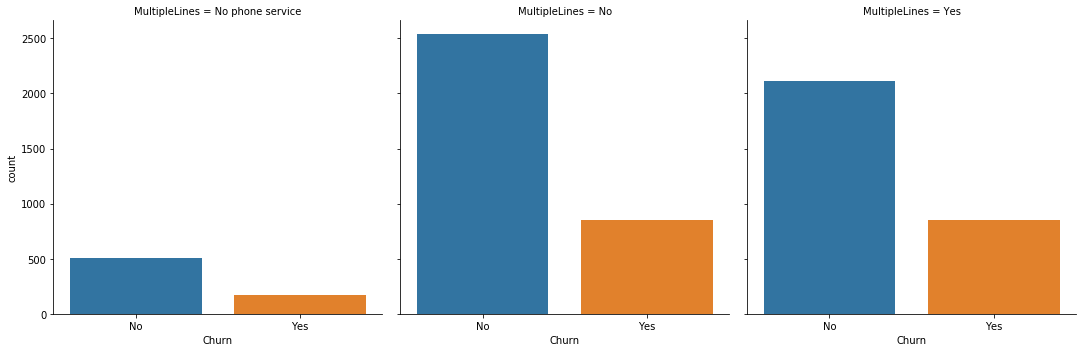 MultipleLines = No phone service
MultipleLines = No
MultipleLines = Yes
count
2500
2000
1500
1000
500
0
No
Yes
No
Yes
No
Yes
Churn
Churn
Churn